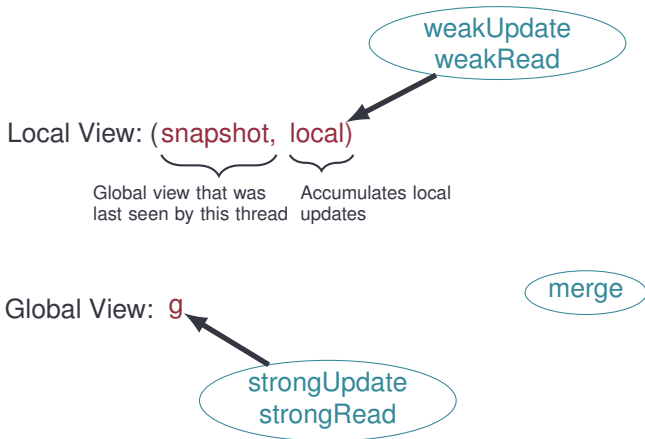 weakUpdate
weakRead
Local View: (snapshot, local)
Global view that was
last seen by this thread
Accumulates local
updates
merge
Global View: g
strongUpdate
strongRead